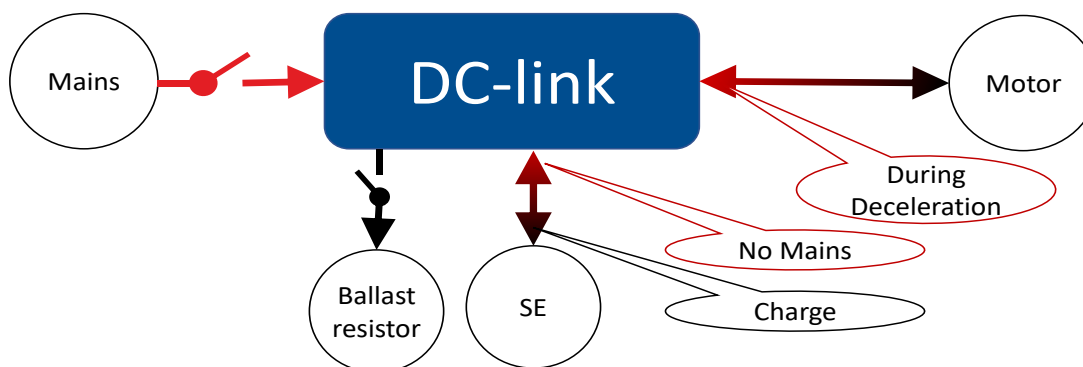 Mains
DC-link
Motor
During
Deceleration
No Mains
Ballast
resistor
SE
Charge